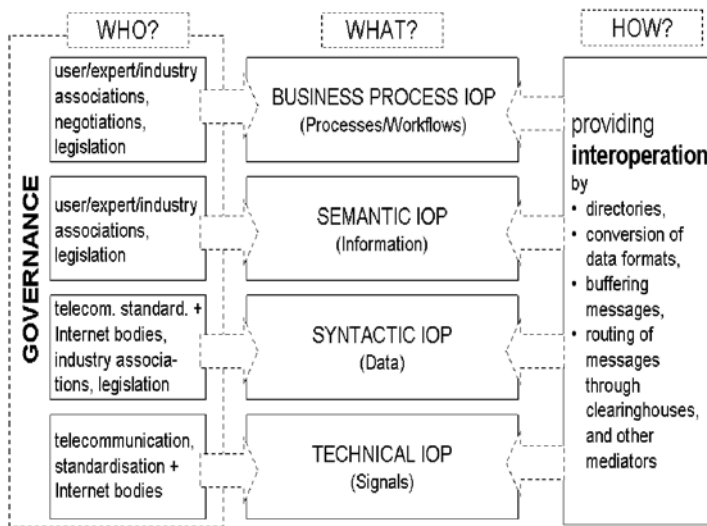 WHO?
WHAT?
HOW?
GOVERNANCE
user/expert/industry
associations,
negotiations,
legislation
BUSINESS PROCESS IOP
(Processes/Workflows)
user/expert/industry
associations,
legislation
SEMANTIC IOP
(Information)
telecom. standard. +
Internet bodies,
industry associa-
tions, legislation
SYNTACTIC IOP
(Data)
telecommunication,
standardisation +
Internet bodies
TECHNICAL IOP
(Signals)
providing
interoperation
by
• directories,
• conversion of
data formats,
• buffering
messages,
• routing of
messages
through
clearinghouses,
and other
mediators